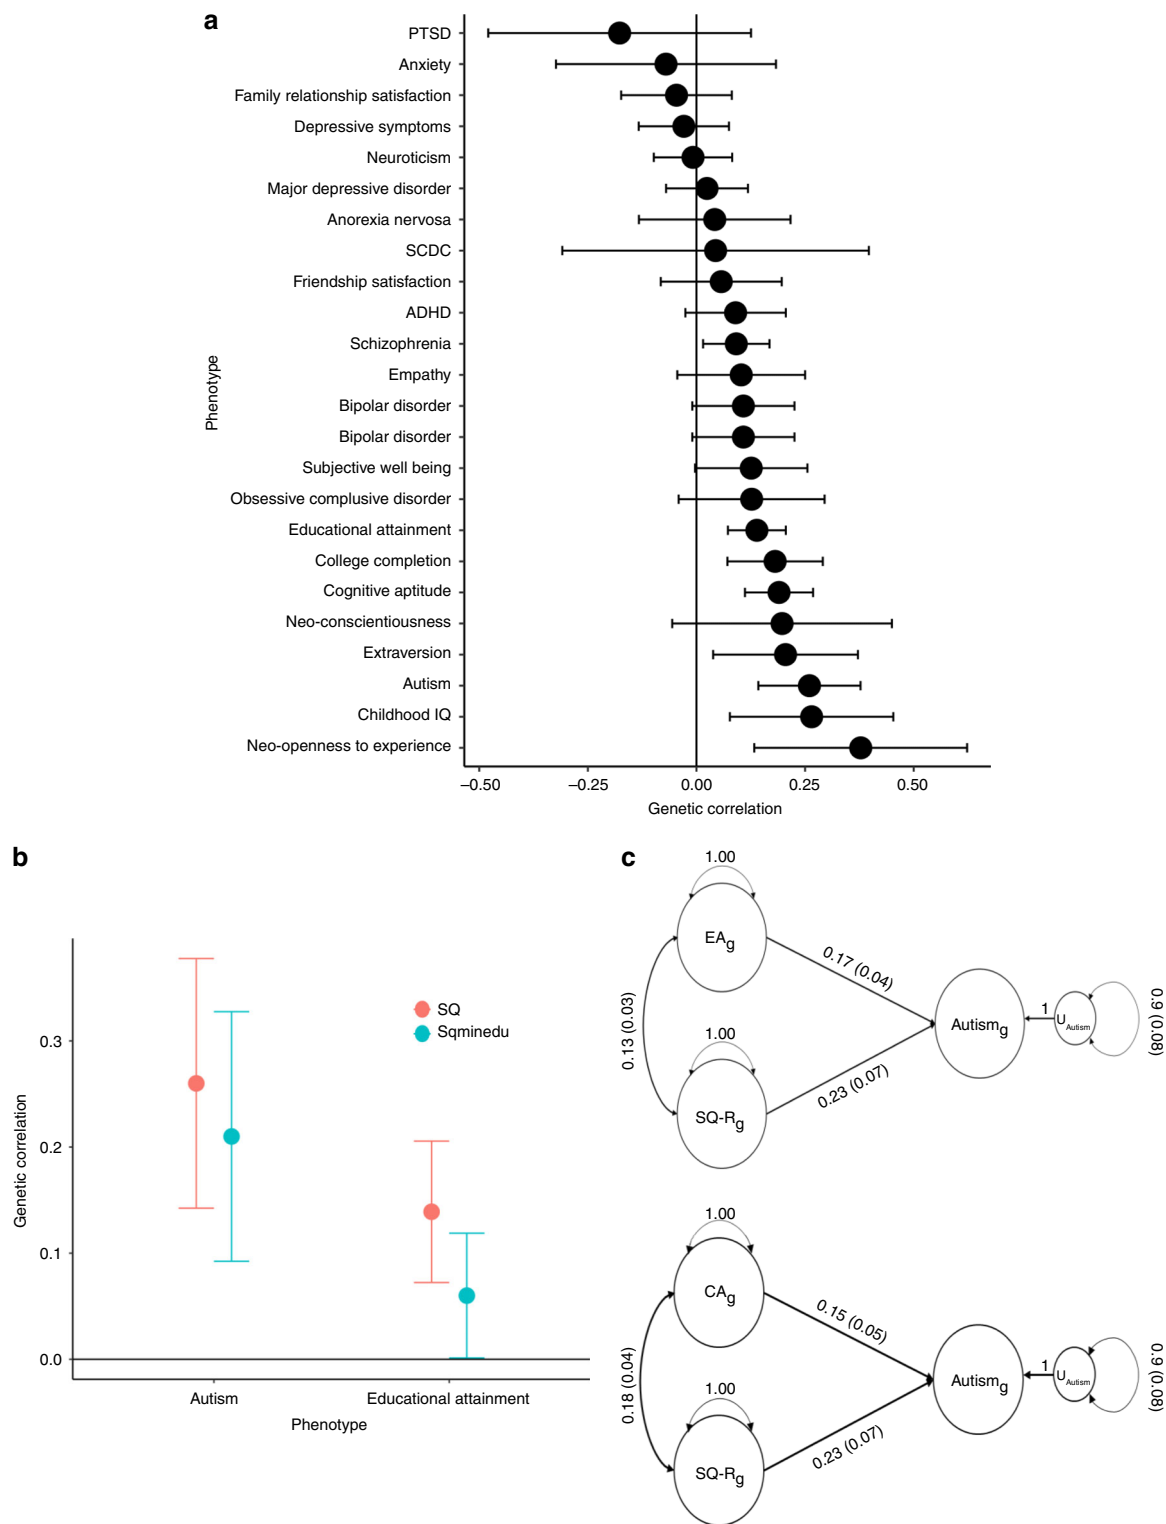 a
PTSD
Anxiety
Family relationship satisfaction
Depressive symptoms
Neuroticism
Major depressive disorder
Anorexia nervosa
SCDC
Friendship satisfaction
ADHD
Schizophrenia
Empathy
Bipolar disorder
Bipolar disorder
Subjective well being
Obsessive complusive disorder
Educational attainment
College completion
Cognitive aptitude
Neo-conscientiousness
Extraversion
Autism
Childhood IQ
Neo-openness to experience
Phenotype
–0.50 –0.25 0.00 0.25 0.50
Genetic correlation
b
Genetic correlation
0.3
0.2
0.1
0.0
SQ
Sqminedu
Autism Educational attainment
Phenotype
c
1.00
EAg
0.17 (0.04)
0.13 (0.03)
Autismg
1
UAutism
0.9 (0.08)
1.00
SQ-Rg
0.23 (0.07)
1.00
CAg
0.15 (0.05)
0.18 (0.04)
Autismg
1
UAutism
0.9 (0.08)
1.00
SQ-Rg
0.23 (0.07)